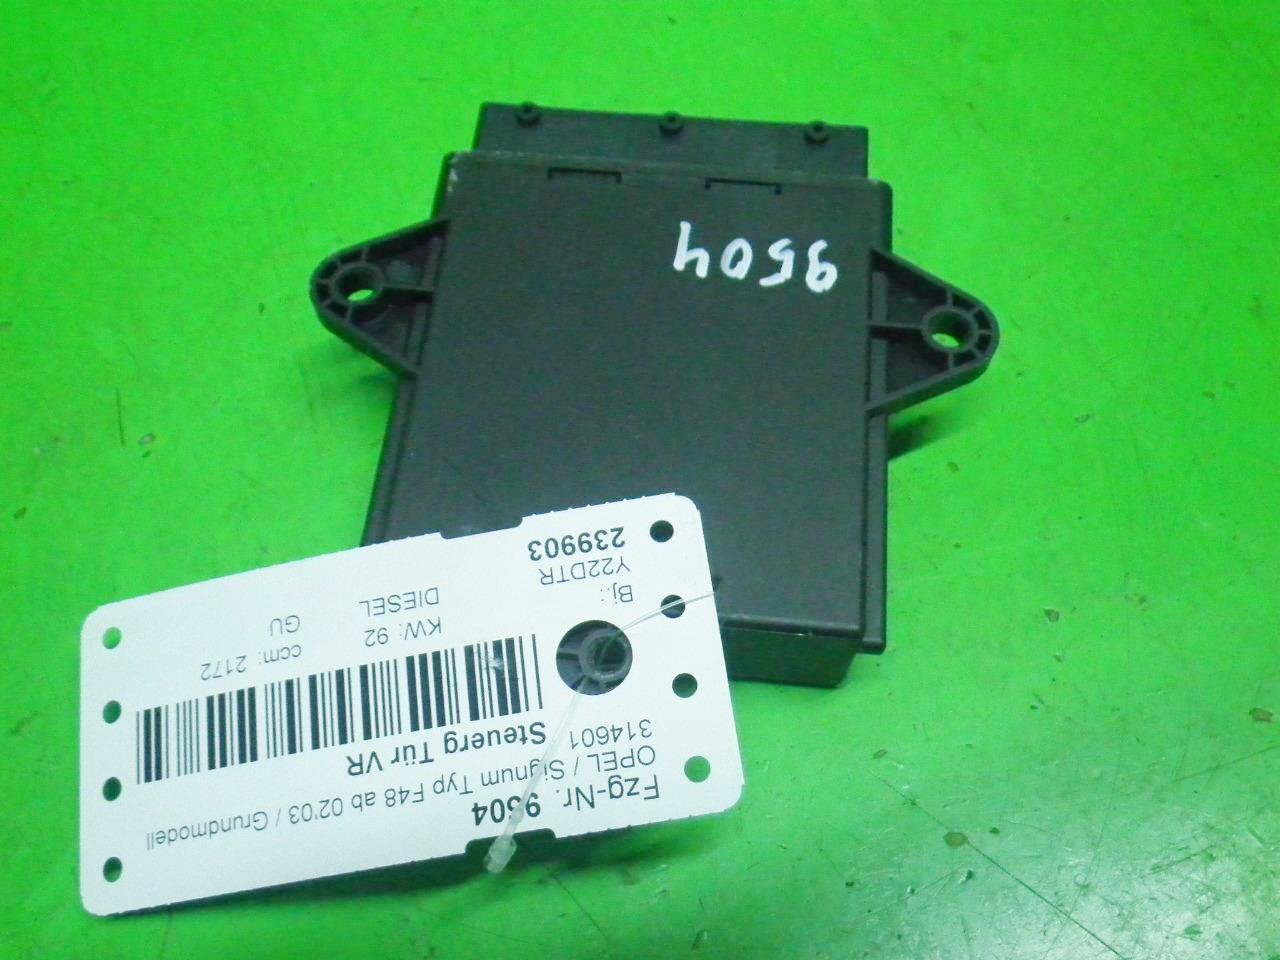 9504
Fzg-Nr. 9504
OPEL / Signum Typ F48 ab 02'03 / Grundmodell
314601 Steuerg Tür VR
ccm: 2172 GU
KW: 92 DIESEL
Bj.:
Y22DTR
239903